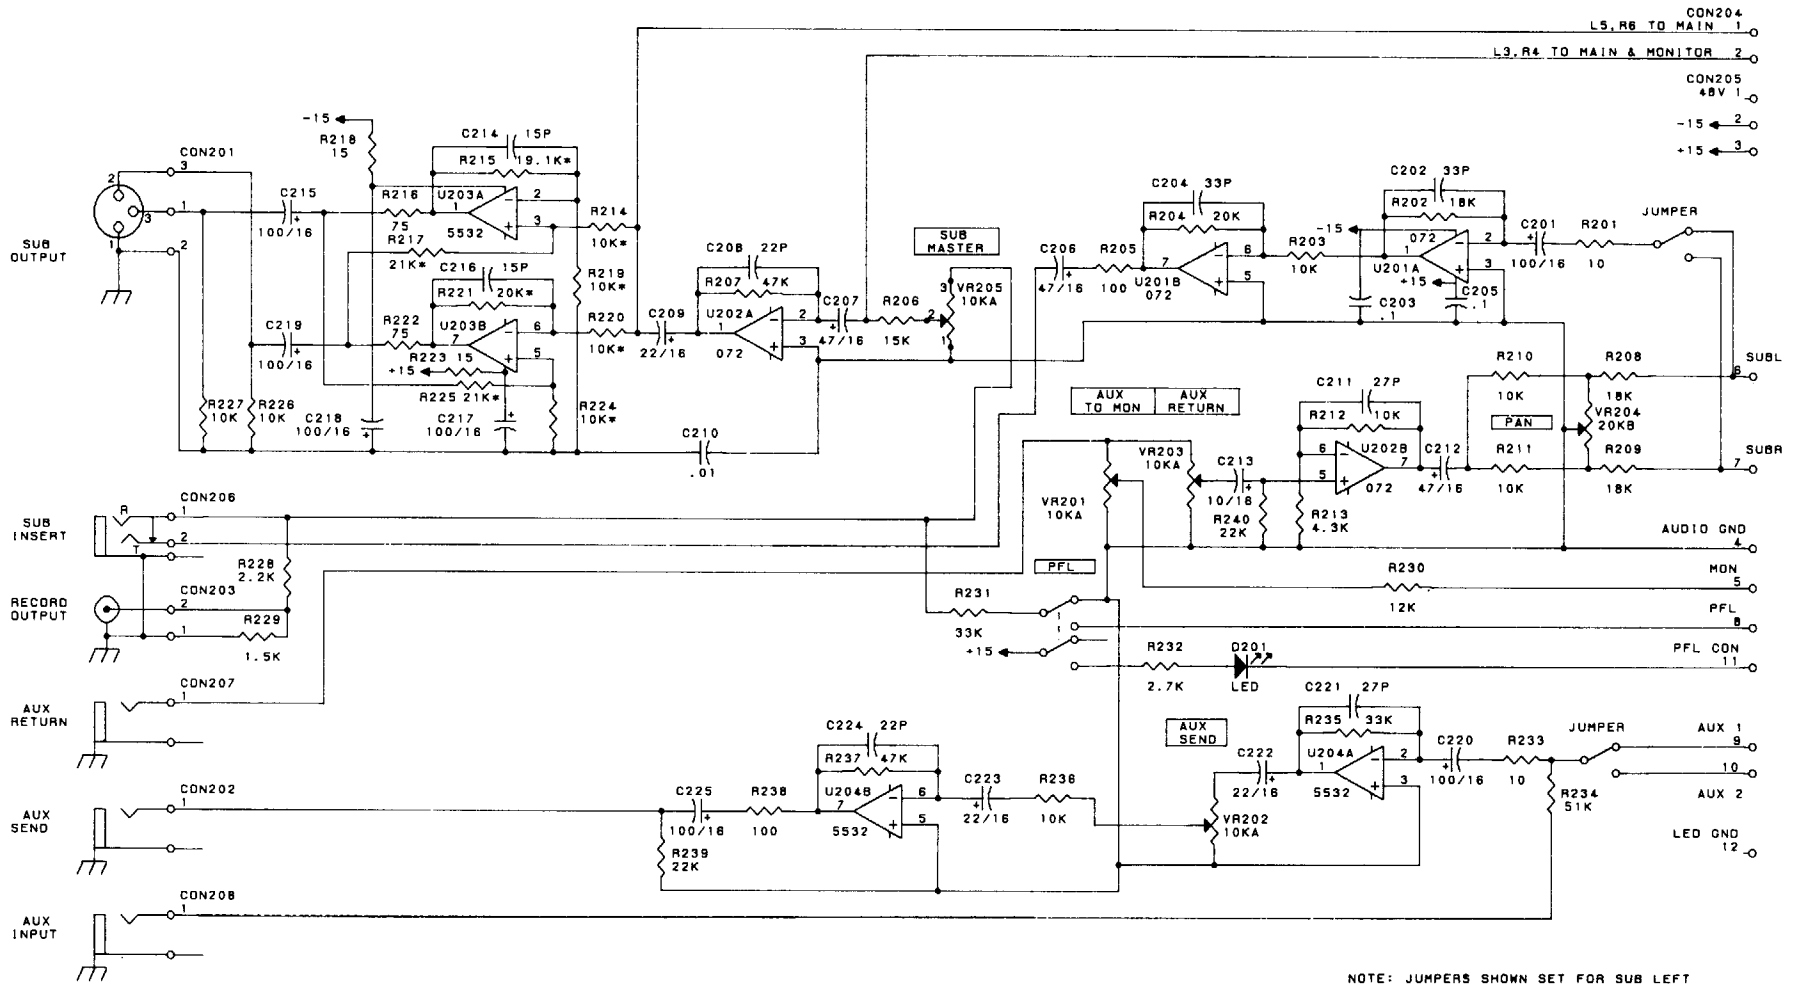 CON204
L5,R6 TO MAIN 1
L3,R4 TO MAIN & MONITOR 2
CON205
48V 1
-15 2
+15 3
SUB
OUTPUT
2
3
1
CON201
3
1
2
C215
+
100/16
-15
R218
15
C214 15P
R215 19.1K*
R216
75
U203A
1
2
3
5532
R214
10K*
R217
21K*
C216 15P
R221 20K*
R219
10K*
C219
+
100/16
R222
75
U203B
7
6
5
R220
10K*
R223 15
+15
R225 21K*
R224
10K*
R227
10K
R226
10K
C218
100/16
+
C217
100/16
+
C210
.01
C209
+
22/16
C208 22P
R207 47K
U202A
1
2
3
072
C207
+
47/16
R206
15K
SUB
MASTER
3
VR205
10KA
2
1
C206
+
47/16
R205
100
C204 33P
R204 20K
7
6
5
U201B
072
R203
10K
C202 33P
R202 18K
-15
072
1
2
3
U201A
+15
C203
.1
C205
.1
C201
+
100/16
R201
10
JUMPER
R210
10K
R208
18K
SUBL
6
PAN
VR204
20KB
R211
10K
R209
18K
SUBR
7
AUX
TO MON
AUX
RETURN
VR203
10KA
VR201
10KA
C213
+
10/16
R240
22K
C211 27P
R212 10K
6
5
U202B
7
072
R213
4.3K
C212
+
47/16
AUDIO GND
4
MON
5
R230
12K
PFL
8
PFL CON
11
SUB
INSERT
R
T
CON206
1
2
R228
2.2K
RECORD
OUTPUT
CON203
2
1
R229
1.5K
PFL
R231
33K
+15
R232
2.7K
D201
LED
AUX
RETURN
CON207
1
AUX
SEND
CON202
1
C225
+
100/16
R238
100
R239
22K
C224 22P
R237 47K
U204B
7
6
5
5532
C223
+
22/16
R236
10K
AUX
SEND
C222
+
22/16
VR202
10KA
C221 27P
R235 33K
U204A
1
2
3
5532
C220
+
100/16
R233
10
JUMPER
R234
51K
AUX 1
9
10
AUX 2
LED GND
12
AUX
INPUT
CON208
1
NOTE: JUMPERS SHOWN SET FOR SUB LEFT